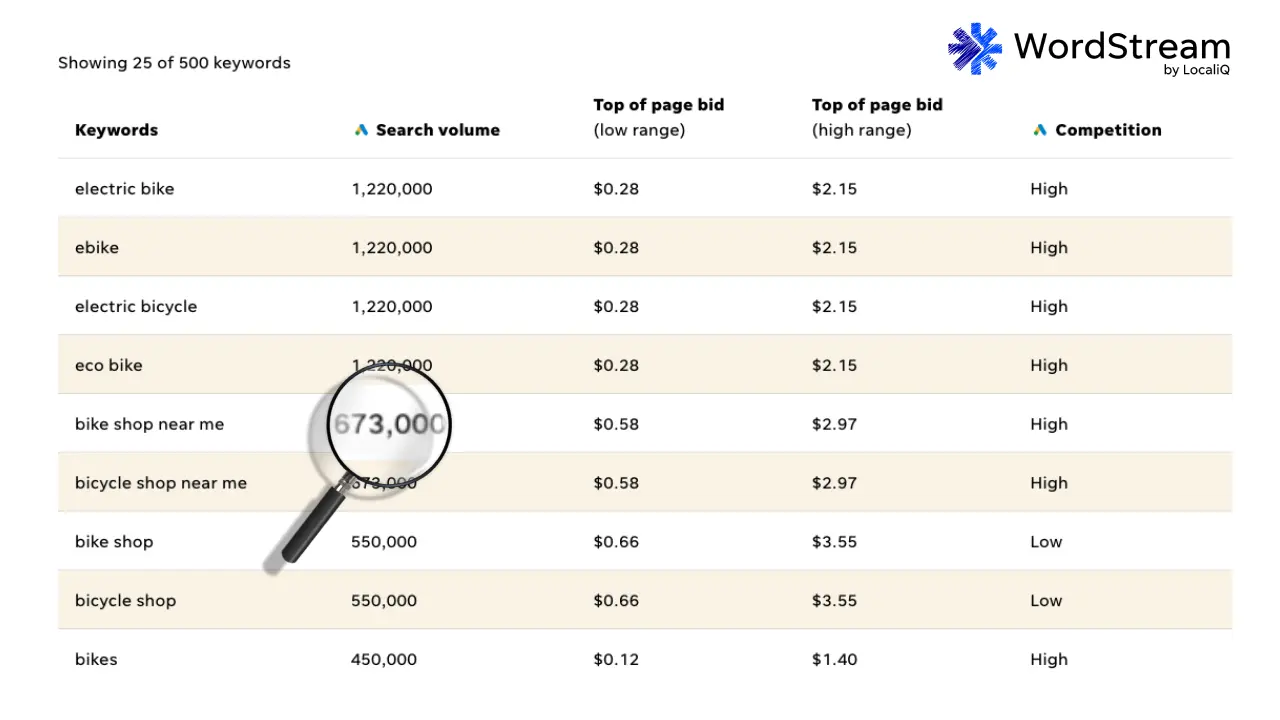 WordStream
by LocaliQ
Showing 25 of 500 keywords
Keywords Search volume Top of page bid (low range) Top of page bid (high range) Competition
electric bike 1,220,000 $0.28 $2.15 High
ebike 1,220,000 $0.28 $2.15 High
electric bicycle 1,220,000 $0.28 $2.15 High
eco bike 1,220,000 $0.28 $2.15 High
bike shop near me 673,000 $0.58 $2.97 High
bicycle shop near me 673,000 $0.58 $2.97 High
bike shop 550,000 $0.66 $3.55 Low
bicycle shop 550,000 $0.66 $3.55 Low
bikes 450,000 $0.12 $1.40 High